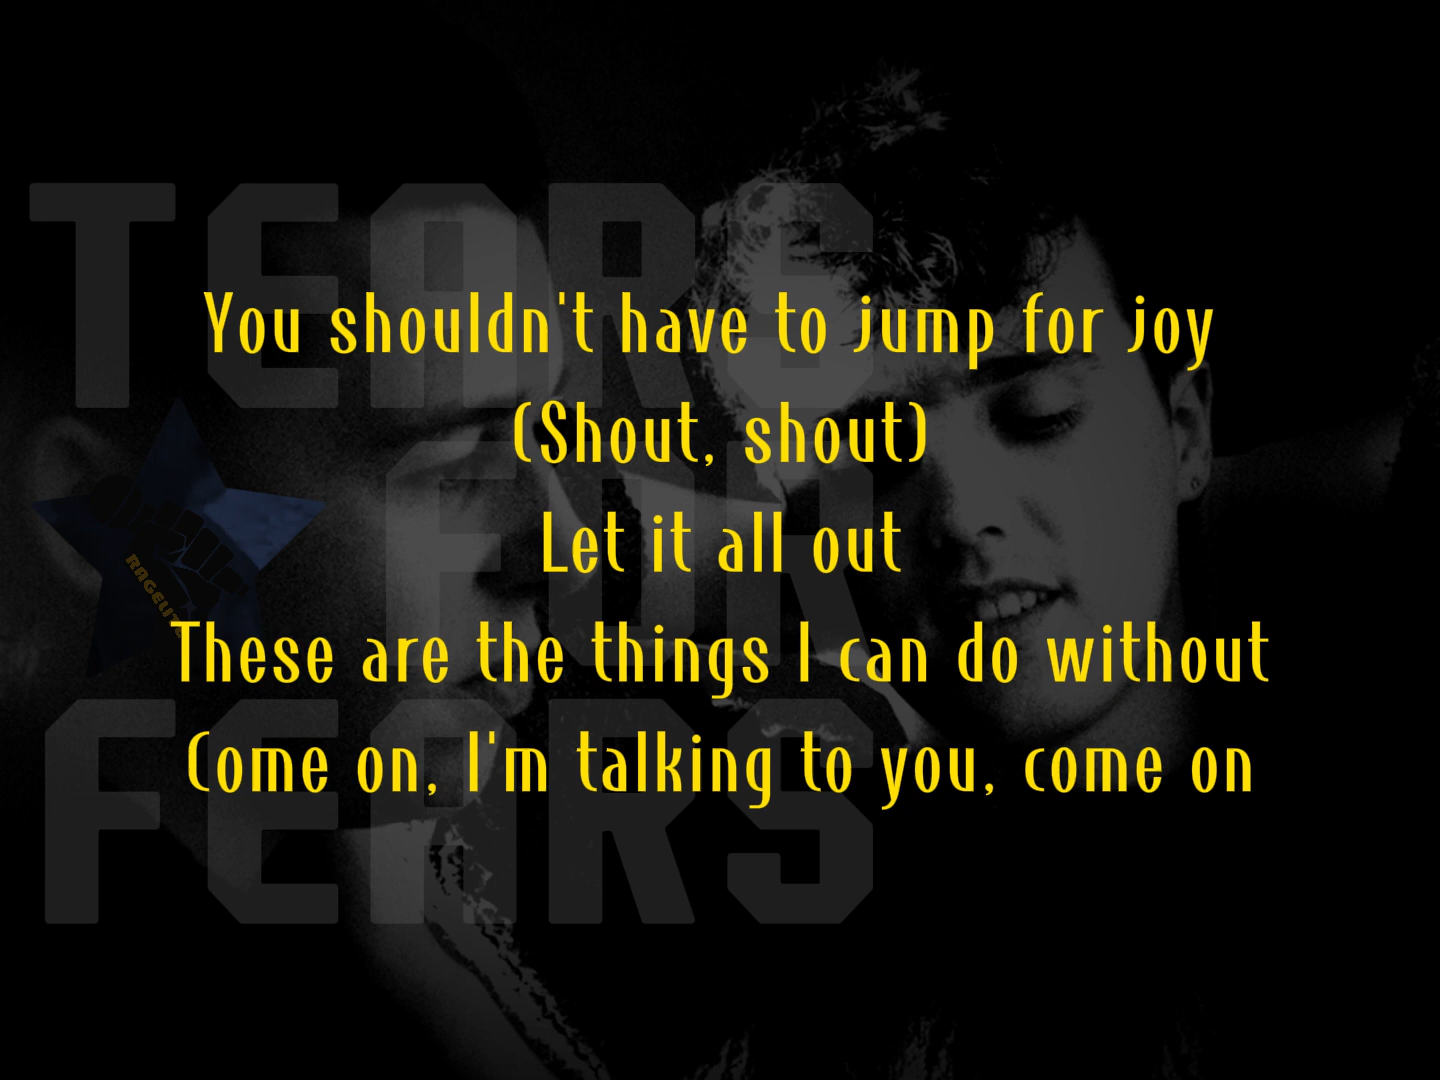 TEARS
FOR
FEARS
You shouldn't have to jump for joy
(Shout, shout)
Let it all out
These are the things I can do without
Come on, I'm talking to you, come on